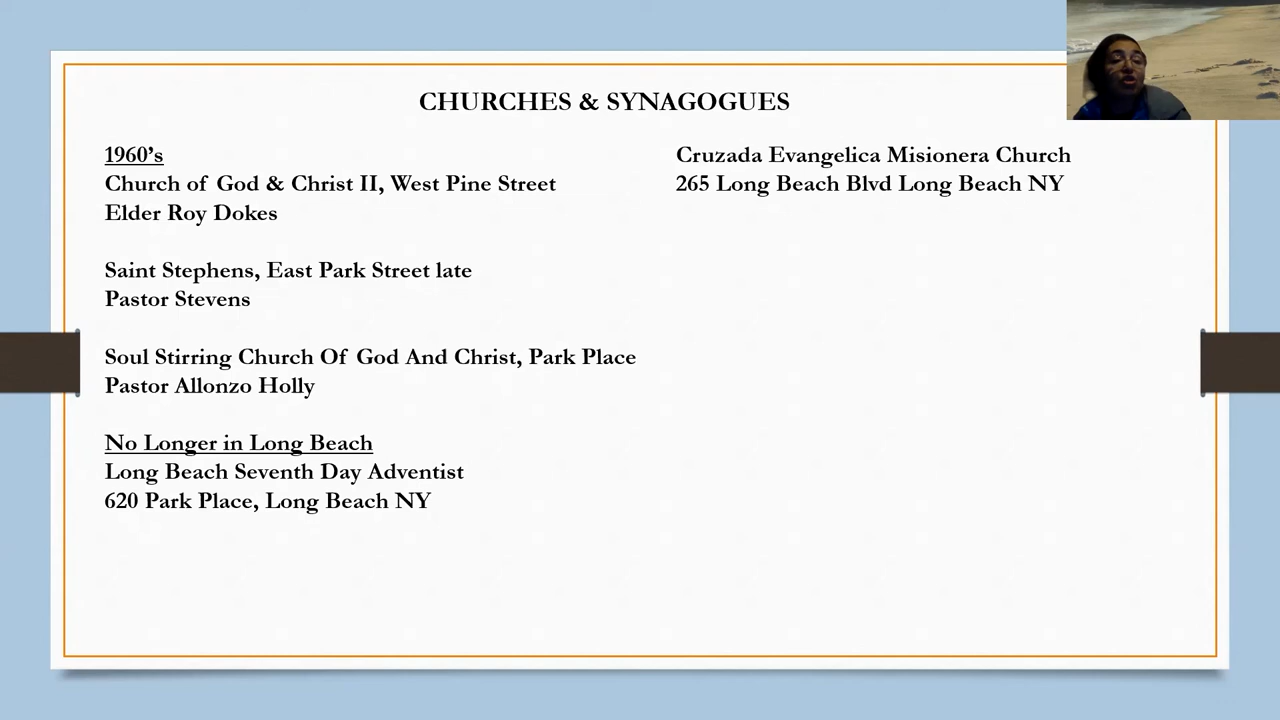 CHURCHES & SYNAGOGUES
1960's
Church of God & Christ II, West Pine Street
Elder Roy Dokes
Saint Stephens, East Park Street late
Pastor Stevens
Soul Stirring Church Of God And Christ, Park Place
Pastor Allonzo Holly
No Longer in Long Beach
Long Beach Seventh Day Adventist
620 Park Place, Long Beach NY
Cruzada Evangelica Misionera Church
265 Long Beach Blvd Long Beach NY